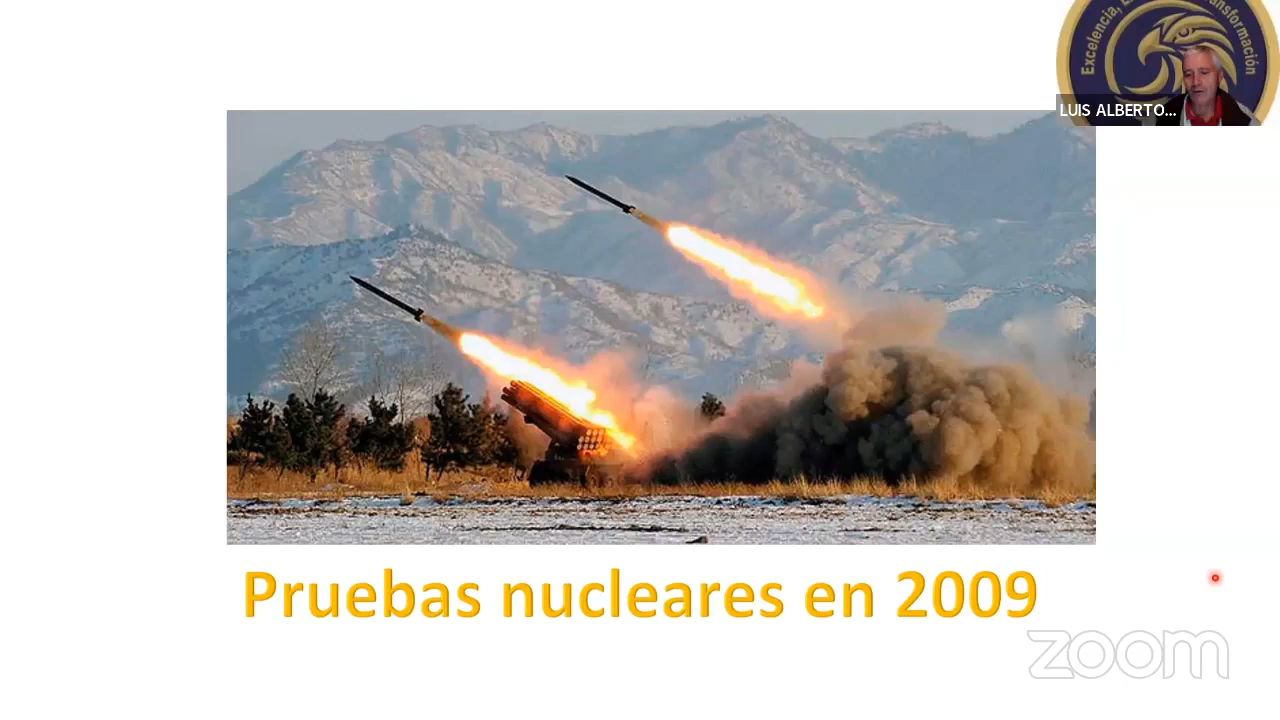 Excelencia,
Transformación
LUIS ALBERTO...
Pruebas nucleares en 2009
zoom